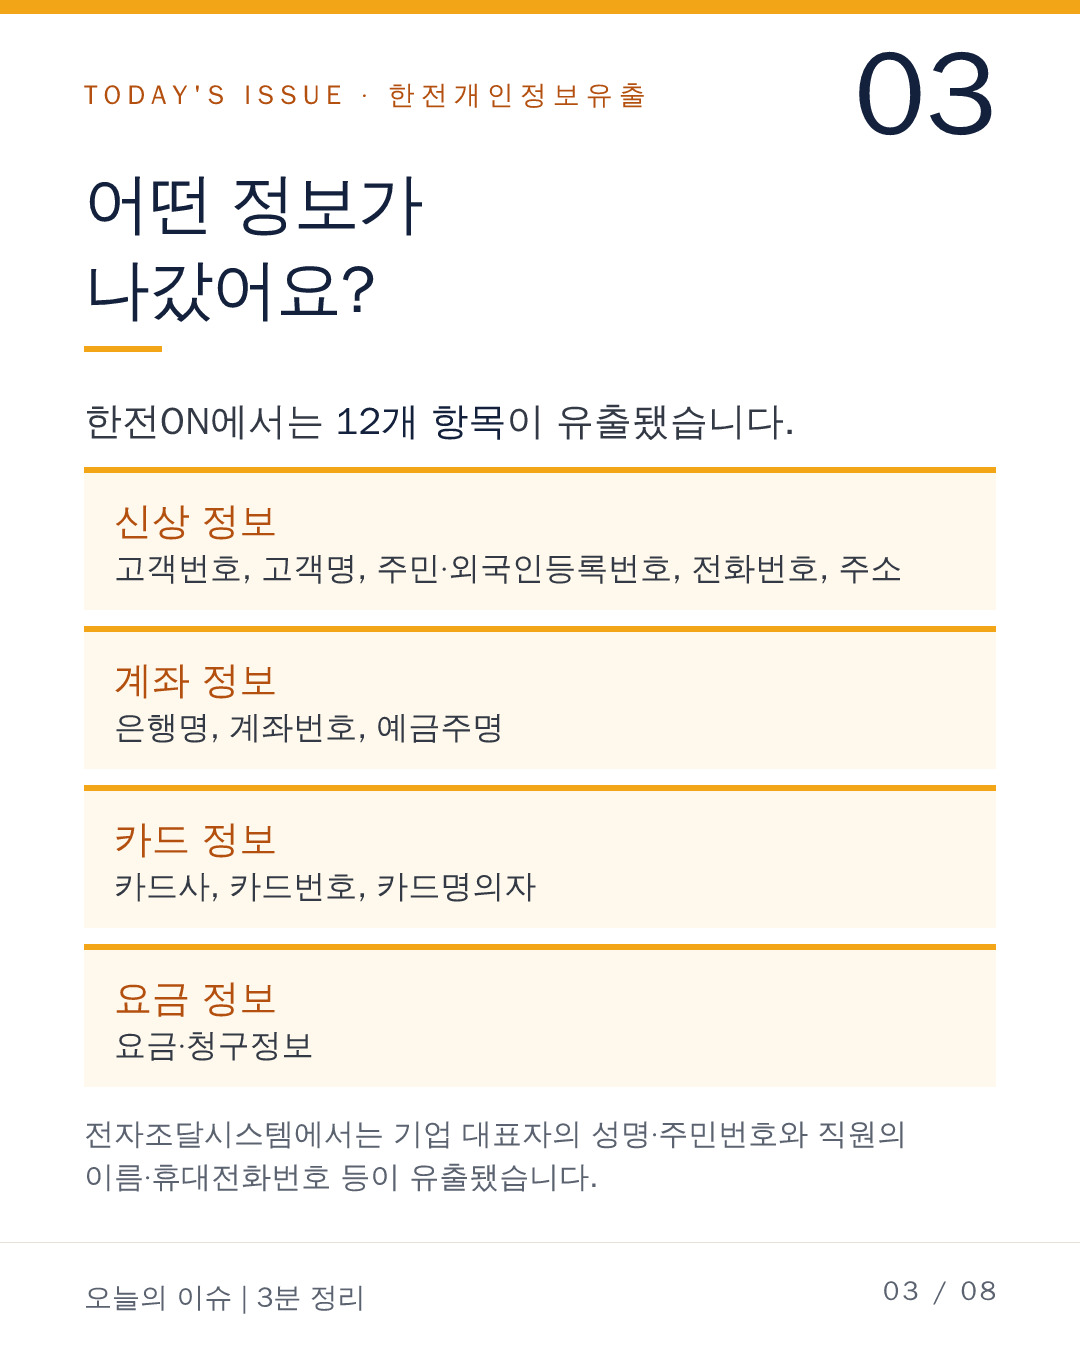 TODAY'S ISSUE · 한전개인정보유출
03
어떤 정보가
나갔어요?
한전ON에서는 12개 항목이 유출됐습니다.
신상 정보
고객번호, 고객명, 주민·외국인등록번호, 전화번호, 주소
계좌 정보
은행명, 계좌번호, 예금주명
카드 정보
카드사, 카드번호, 카드명의자
요금 정보
요금·청구정보
전자조달시스템에서는 기업 대표자의 성명·주민번호와 직원의
이름·휴대전화번호 등이 유출됐습니다.
오늘의 이슈 | 3분 정리
03 / 08